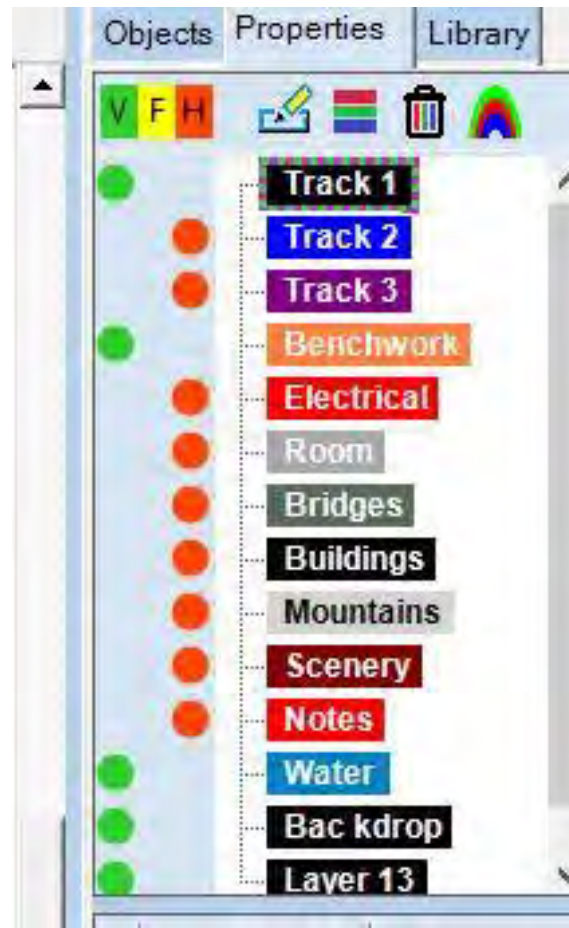 Objects Properties Library
V F H
Track 1
Track 2
Track 3
Benchwork
Electrical
Room
Bridges
Buildings
Mountains
Scenery
Notes
Water
Bac kdrop
Layer 13